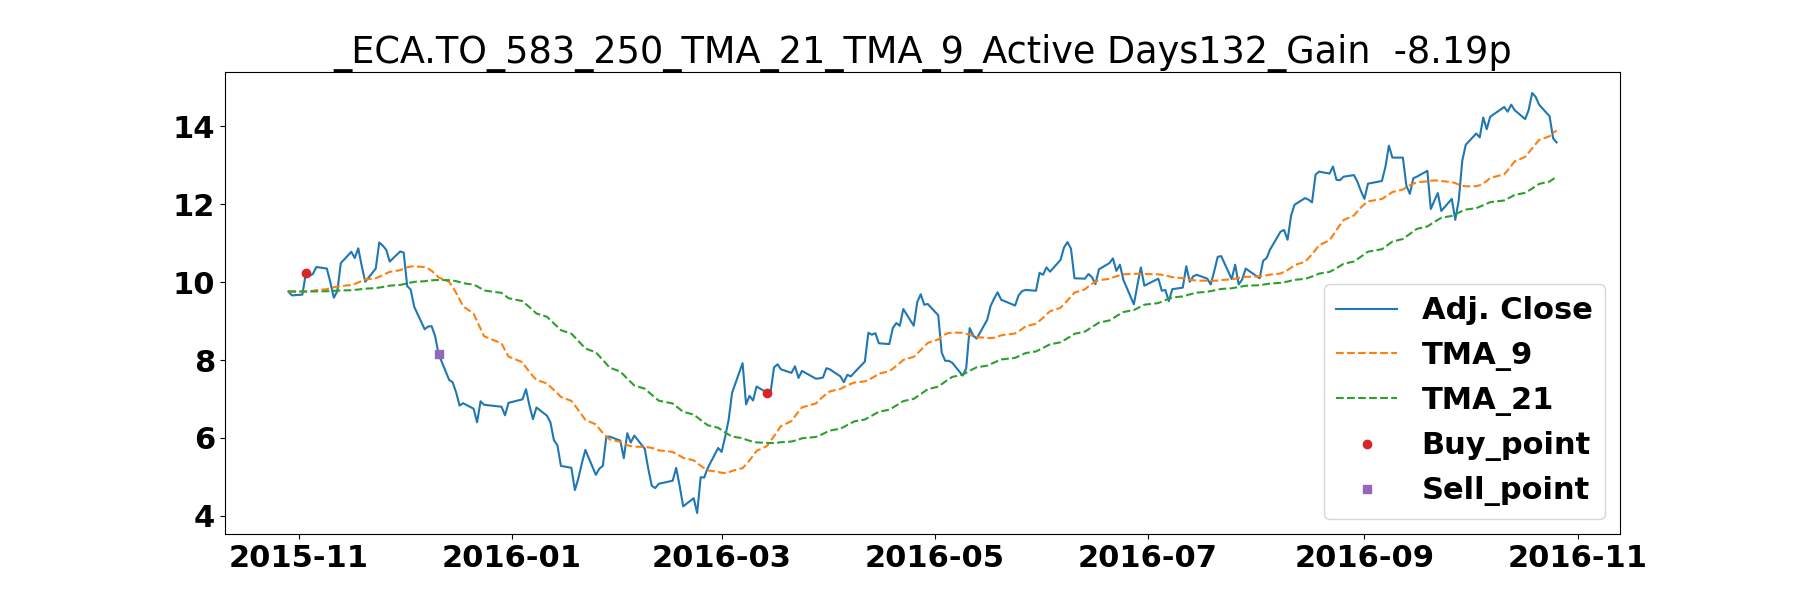 _ECA.TO_583_250_TMA_21_TMA_9_Active Days132_Gain  -8.19p
14
12
10
8
6
4
Adj. Close
TMA_9
TMA_21
Buy_point
Sell_point
2015-11 2016-01 2016-03 2016-05 2016-07 2016-09 2016-11